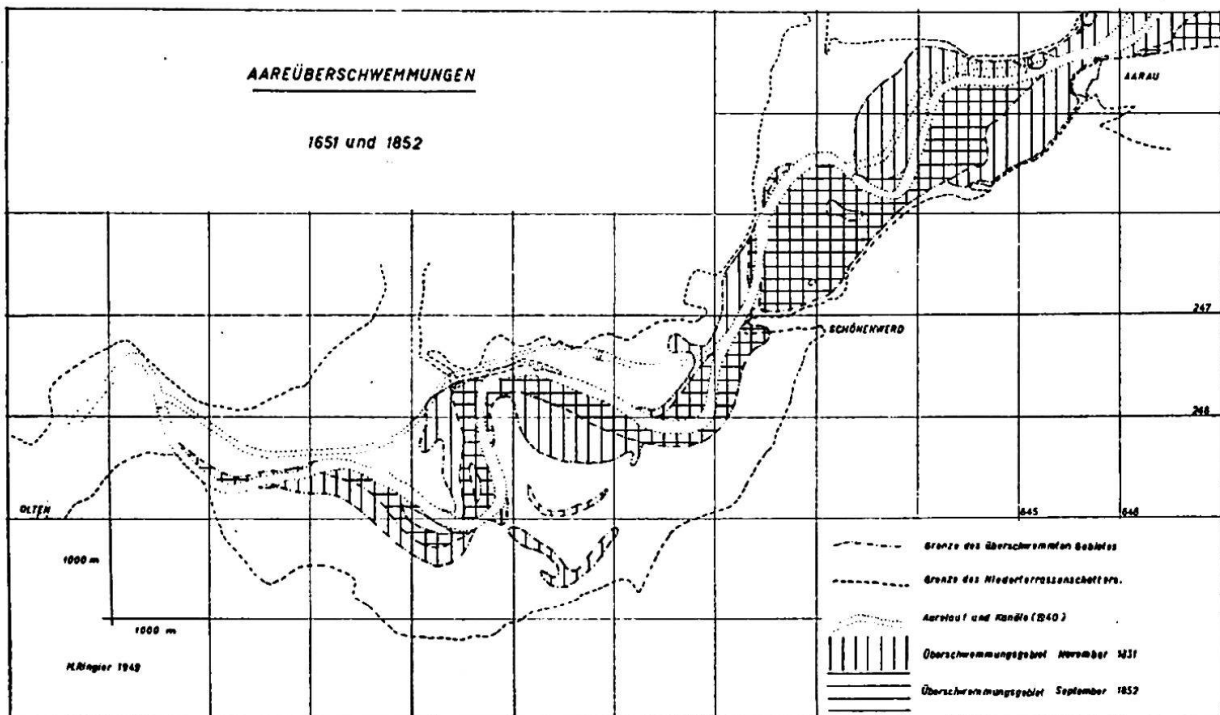 AAREÜBERSCHWEMMUNGEN
1651 und 1852
AARAU
247
SCHÖNENWERD
246
OLTEN
645
646
1000 m
1000 m
H.Ringier 1949
Grenze des überschwemmten Gebietes
Grenze des Niederterrassenschotters.
Aarelauf und Kanäle (1940)
Überschwemmungsgebiet November 1651
Überschwemmungsgebiet September 1852